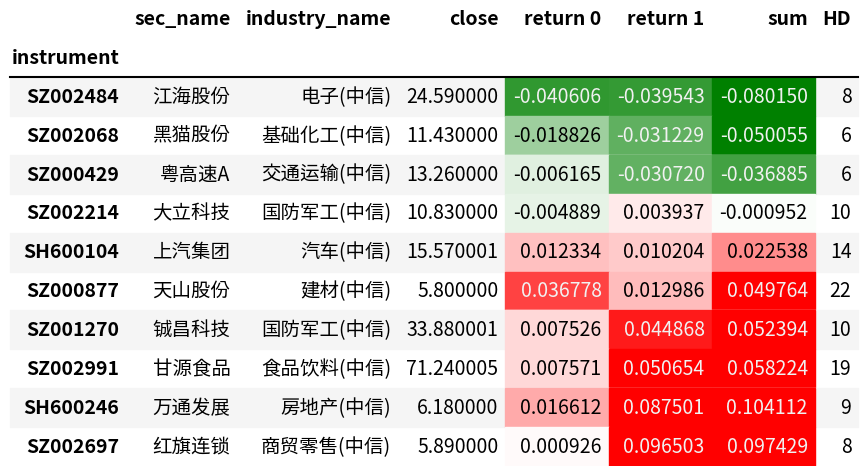 sec_name industry_name close return 0 return 1 sum HD
instrument
SZ002484 江海股份 电子(中信) 24.590000 -0.040606 -0.039543 -0.080150 8
SZ002068 黑猫股份 基础化工(中信) 11.430000 -0.018826 -0.031229 -0.050055 6
SZ000429 粤高速A 交通运输(中信) 13.260000 -0.006165 -0.030720 -0.036885 6
SZ002214 大立科技 国防军工(中信) 10.830000 -0.004889 0.003937 -0.000952 10
SH600104 上汽集团 汽车(中信) 15.570001 0.012334 0.010204 0.022538 14
SZ000877 天山股份 建材(中信) 5.800000 0.036778 0.012986 0.049764 22
SZ001270 铖昌科技 国防军工(中信) 33.880001 0.007526 0.044868 0.052394 10
SZ002991 甘源食品 食品饮料(中信) 71.240005 0.007571 0.050654 0.058224 19
SH600246 万通发展 房地产(中信) 6.180000 0.016612 0.087501 0.104112 9
SZ002697 红旗连锁 商贸零售(中信) 5.890000 0.000926 0.096503 0.097429 8